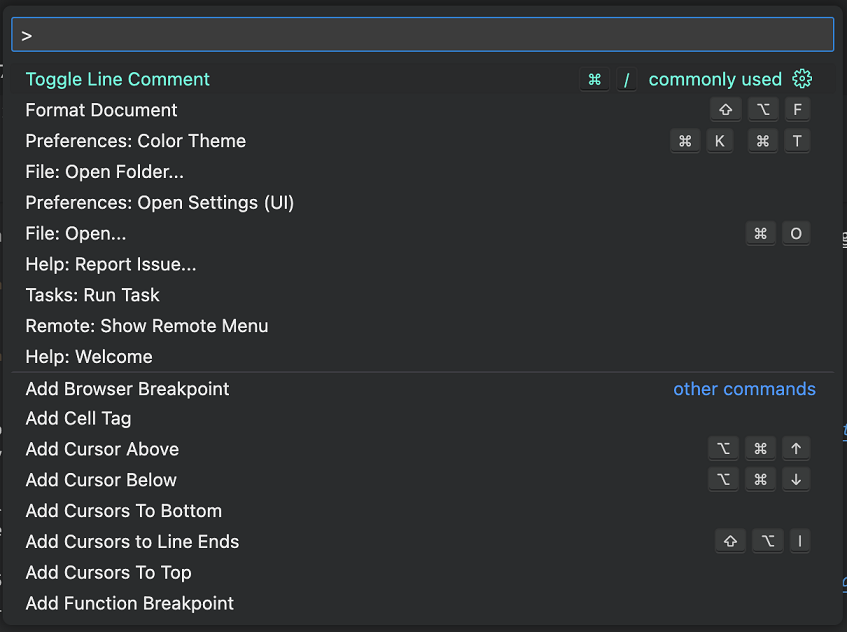 >
Toggle Line Comment ⌘ / commonly used
Format Document ⇧ ⌥ F
Preferences: Color Theme ⌘ K ⌘ T
File: Open Folder...
Preferences: Open Settings (UI)
File: Open... ⌘ O
Help: Report Issue...
Tasks: Run Task
Remote: Show Remote Menu
Help: Welcome
Add Browser Breakpoint other commands
Add Cell Tag
Add Cursor Above ⌥ ⌘ ↑
Add Cursor Below ⌥ ⌘ ↓
Add Cursors To Bottom
Add Cursors to Line Ends ⇧ ⌥ I
Add Cursors To Top
Add Function Breakpoint